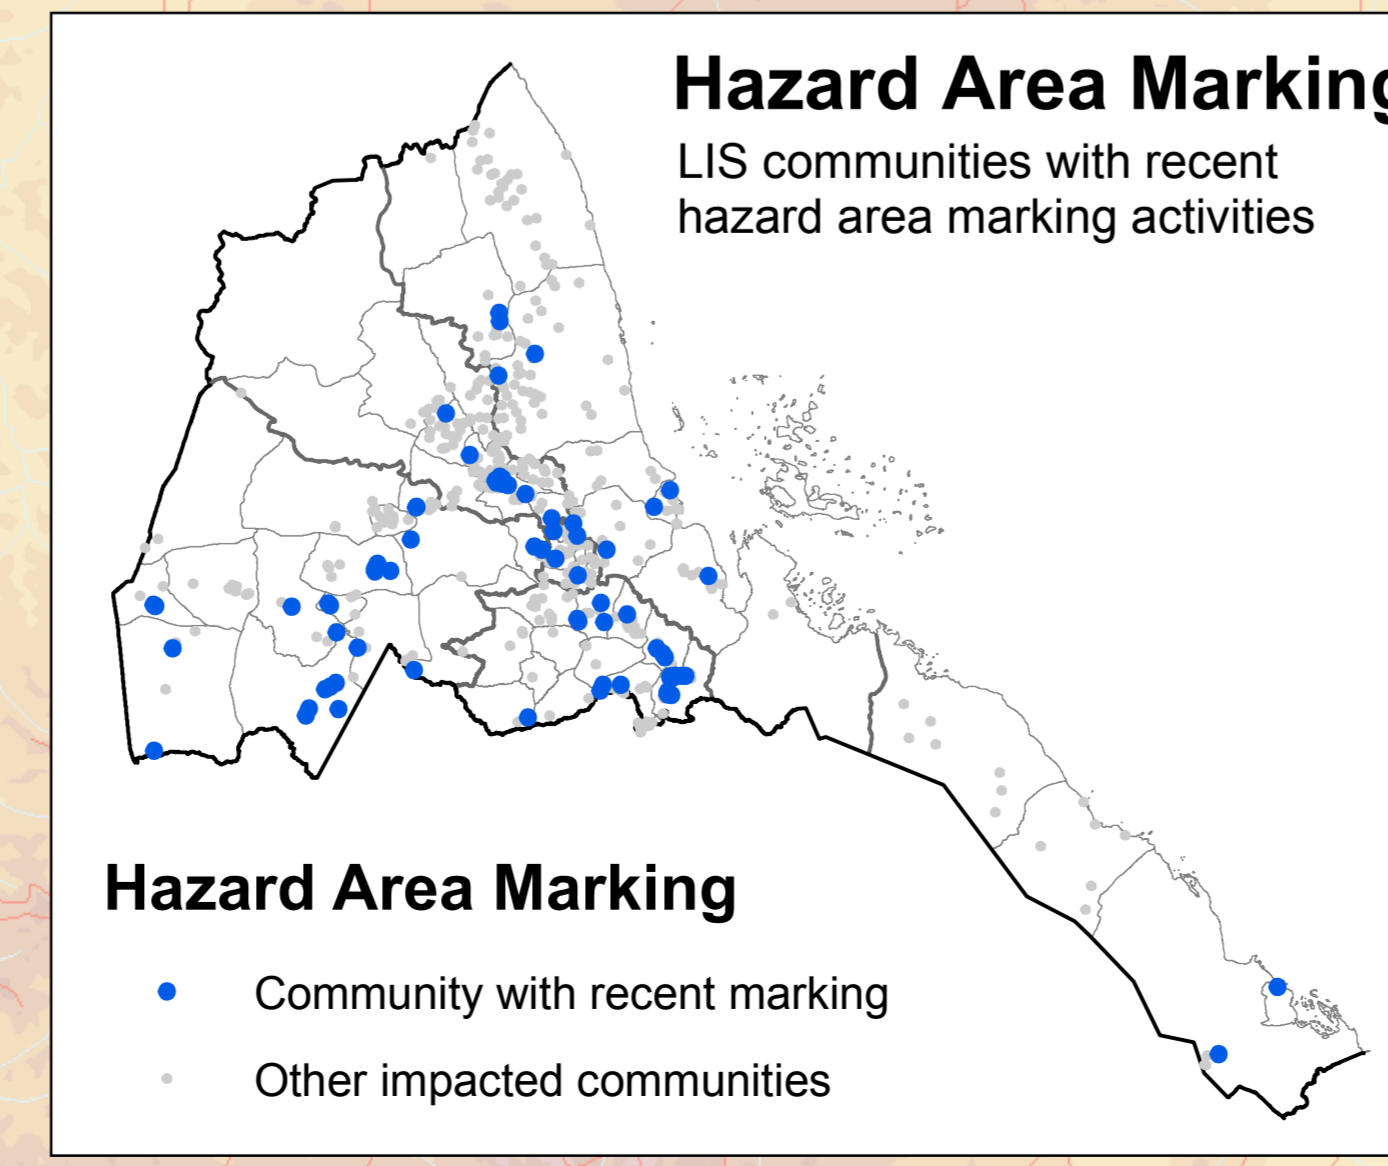 Hazard Area Marking
LIS communities with recent
hazard area marking activities
Hazard Area Marking
Community with recent marking
Other impacted communities